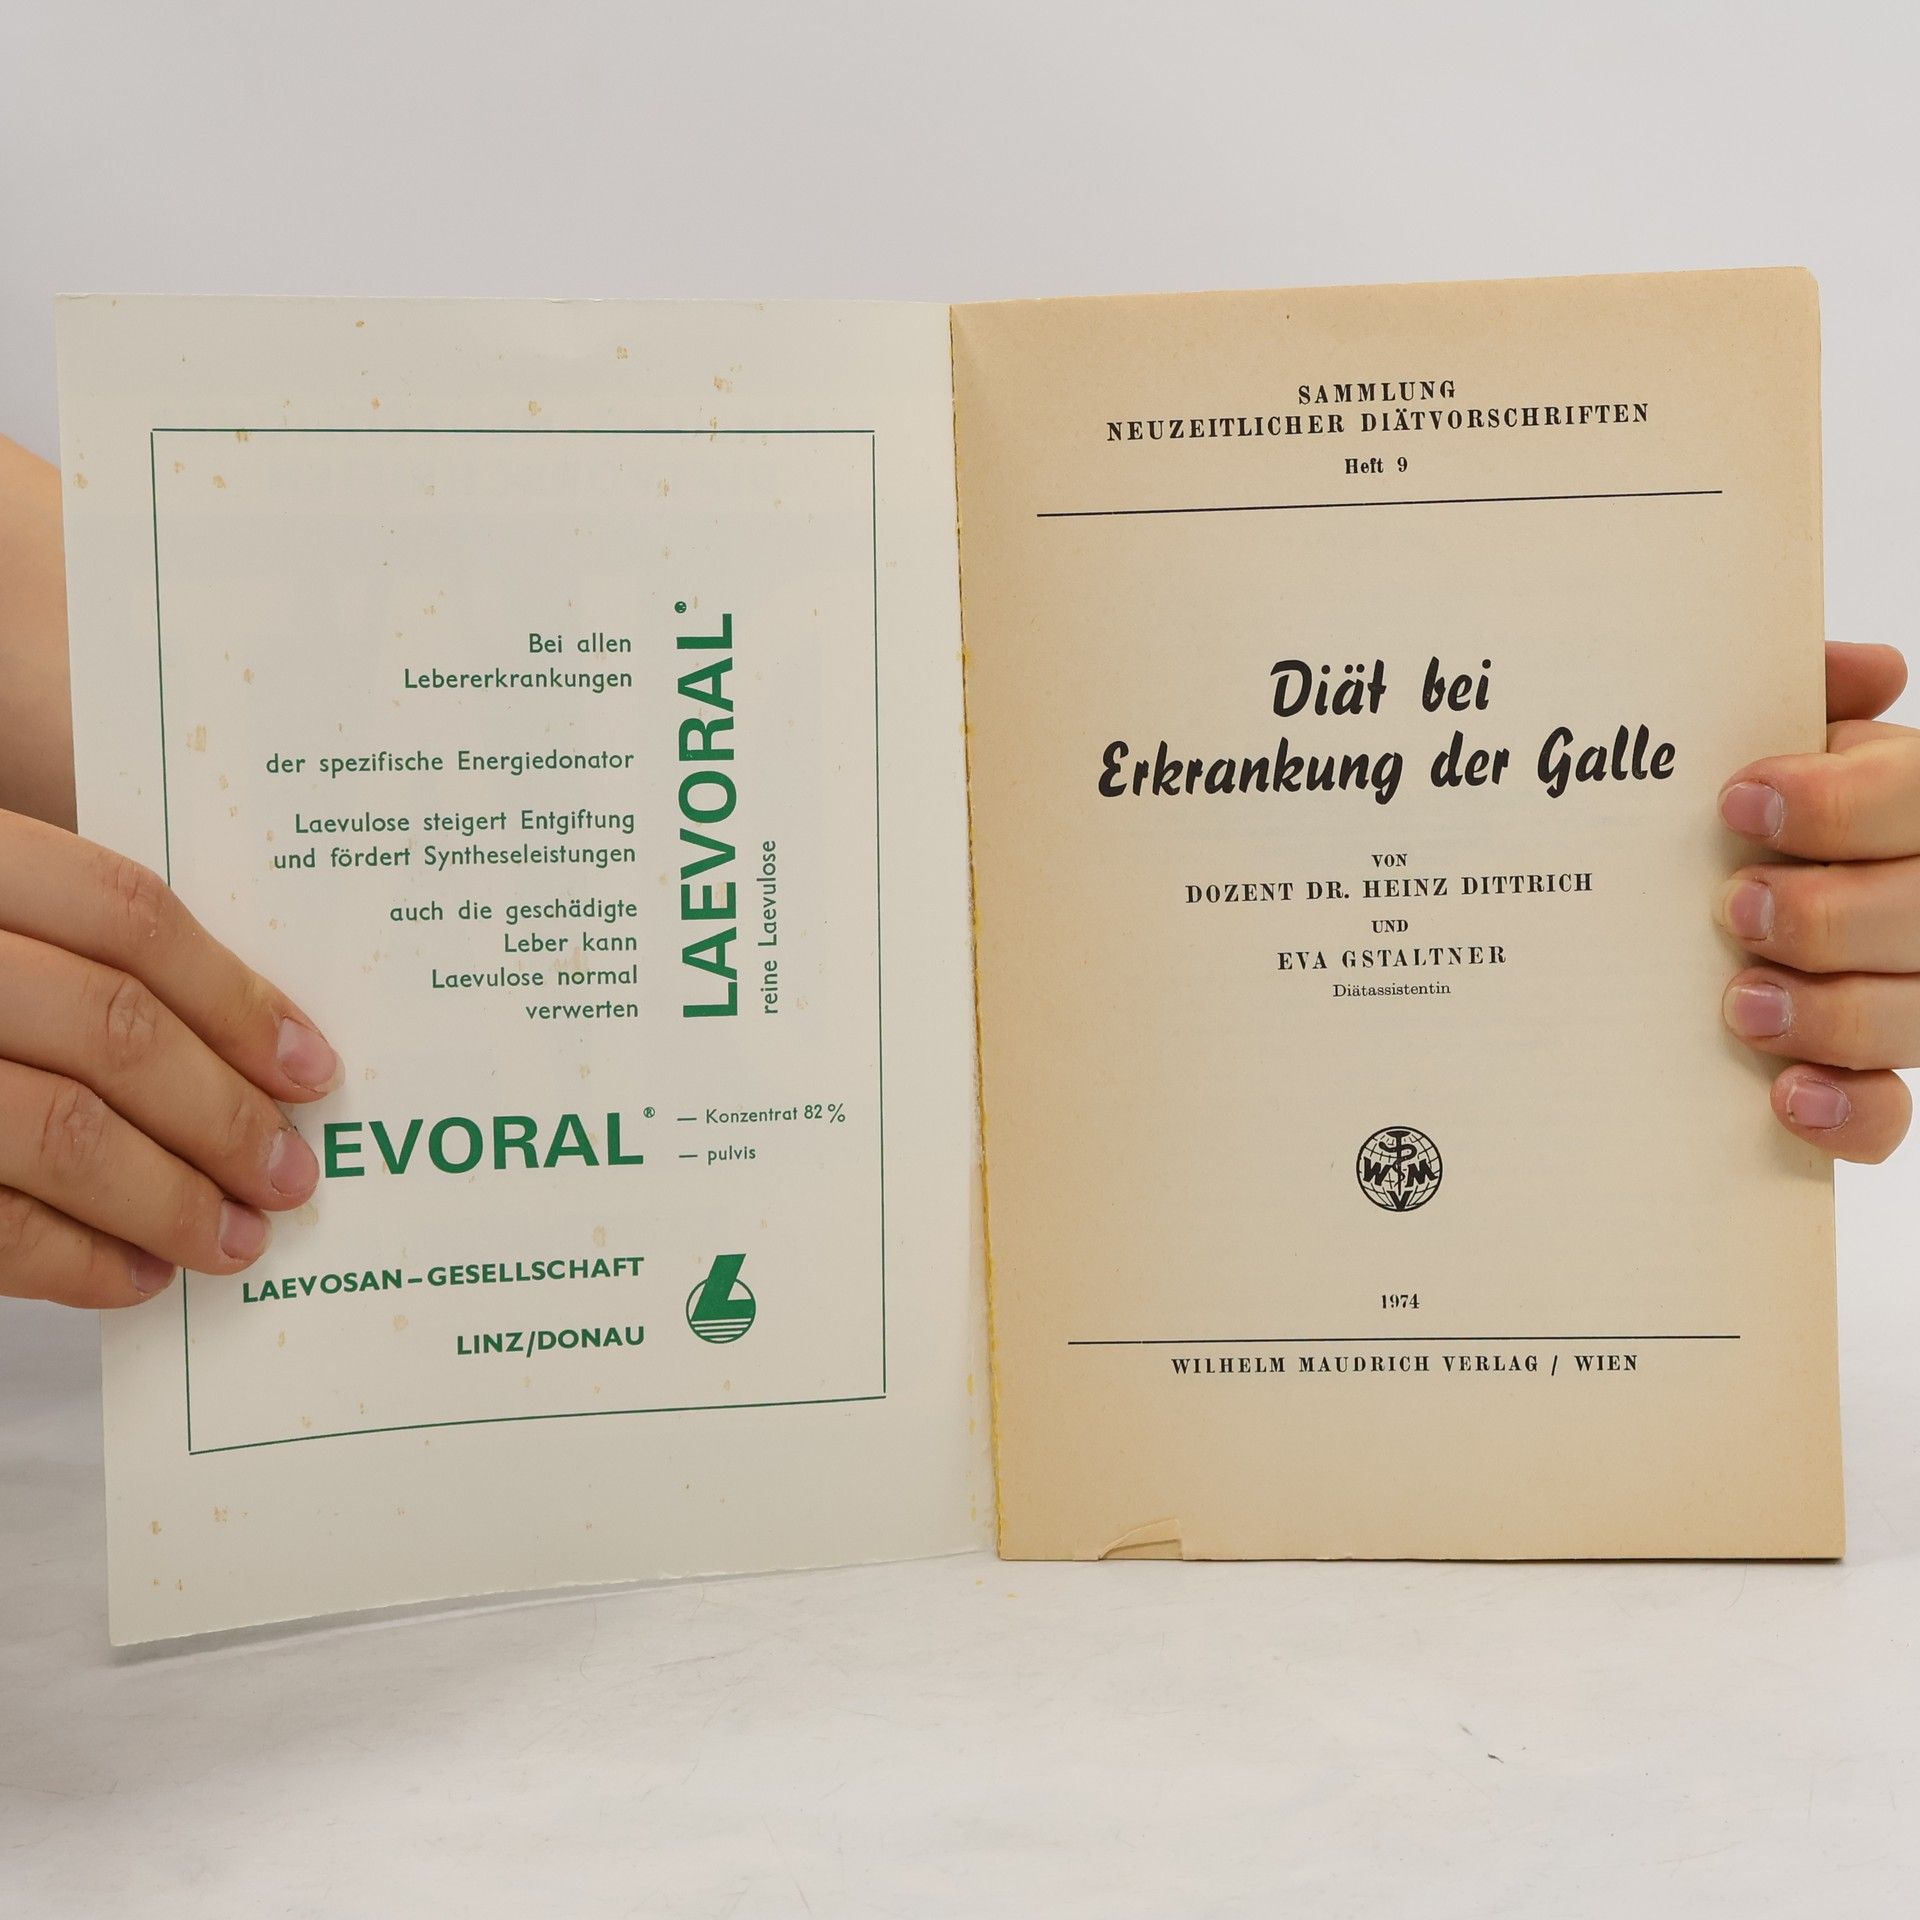 Bei allen
Lebererkrankungen
der spezifische Energiedonator
Laevulose steigert Entgiftung
und fördert Syntheseleistungen
auch die geschädigte
Leber kann
Laevulose normal
verwerten
LAEVORAL®
reine Laevulose
EVORAL® — Konzentrat 82 %
— pulvis
LAEVOSAN-GESELLSCHAFT
LINZ/DONAU
SAMMLUNG
NEUZEITLICHER DIÄTVORSCHRIFTEN
Heft 9
Diät bei
Erkrankung der Galle
VON
DOZENT DR. HEINZ DITTRICH
UND
EVA GSTALTNER
Diätassistentin
WMV
1974
WILHELM MAUDRICH VERLAG / WIEN